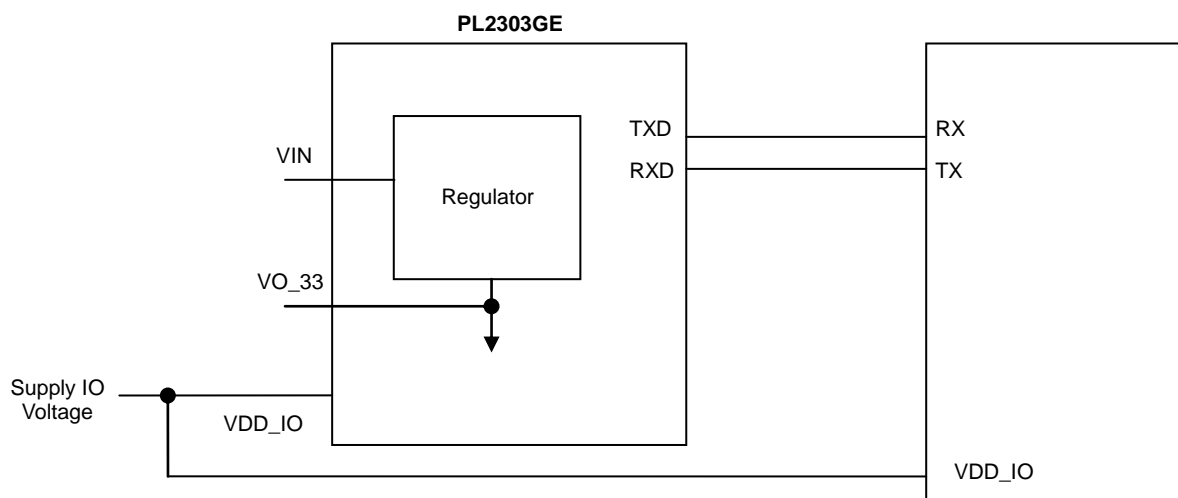 PL2303GE
TXD
RX
VIN
RXD
TX
Regulator
VO_33
Supply IO
Voltage
VDD_IO
VDD_IO